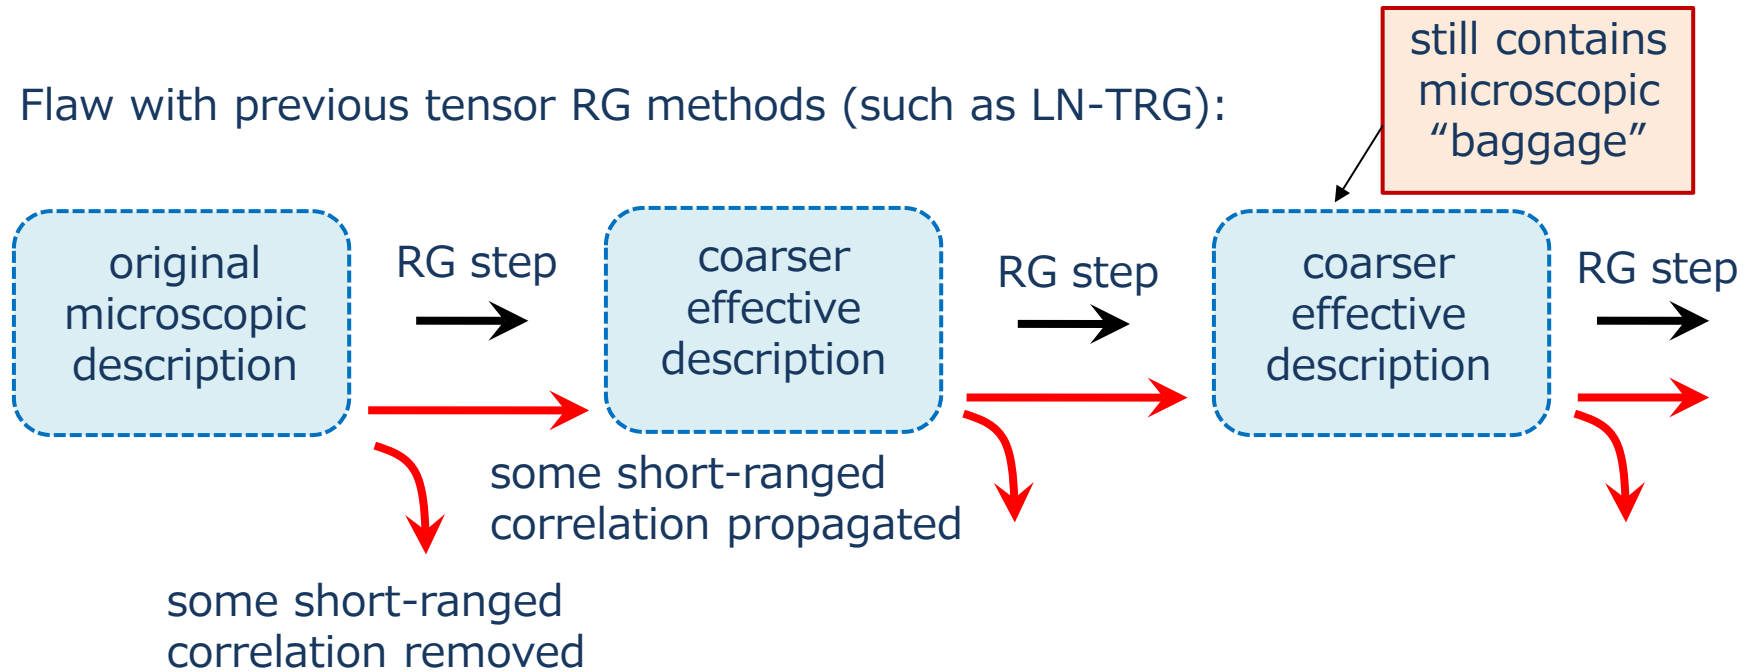 still contains
microscopic
“baggage”
Flaw with previous tensor RG methods (such as LN-TRG):
original
microscopic
description
RG step
coarser
effective
description
RG step
coarser
effective
description
RG step
some short-ranged
correlation propagated
some short-ranged
correlation removed